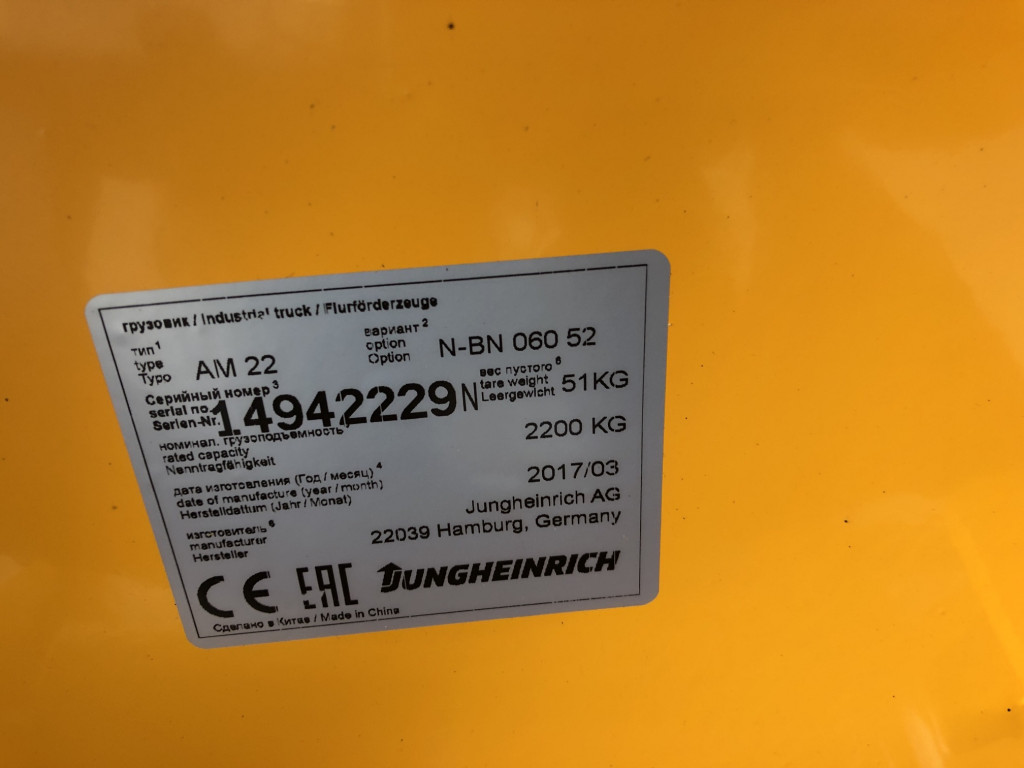 грузовик / Industrial truck / Flurförderzeuge
тип¹
type
Typo
AM 22
вариант²
option
Option
N-BN 060 52
Серийный номер³
serial no.
Serien-Nr.
14942229N
вес пустого⁶
tare weight
Leergewicht
51KG
номинал. грузоподъемность
rated capacity
Nenntragfähigkeit
2200 KG
дата изготовления (Год / месяц)⁴
date of manufacture (year / month)
Herstelldattum (Jahr / Monat)
2017/03
изготовитель⁶
manufacturer
Hersteller
Jungheinrich AG
22039 Hamburg, Germany
CE EAC JUNGHEINRICH
Сделано в Китае / Made in China